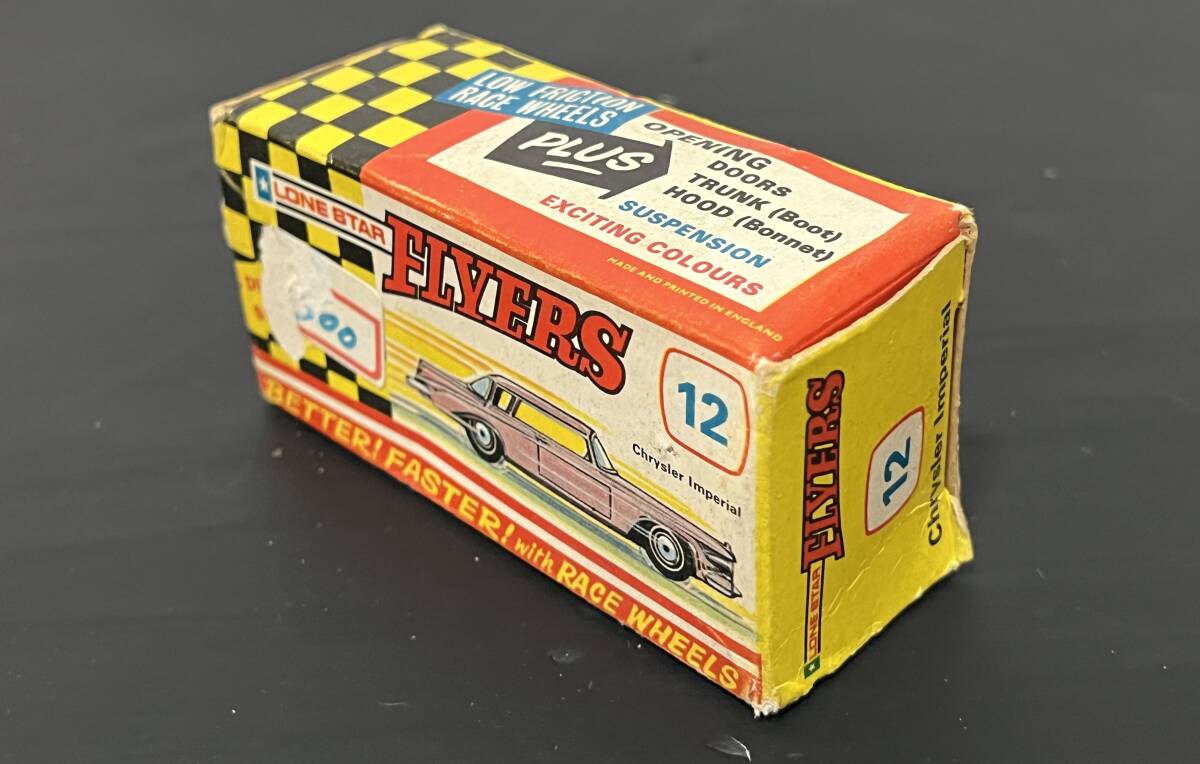 LOW FRICTION
RACE WHEELS
PLUS
OPENING
DOORS
TRUNK (Boot)
HOOD (Bonnet)
SUSPENSION
EXCITING COLOURS
MADE AND PRINTED IN ENGLAND
LONE STAR
FLYERS
12
Chrysler Imperial
BETTER! FASTER! with RACE WHEELS
LONE STAR FLYERS
12
Chrysler Imperial